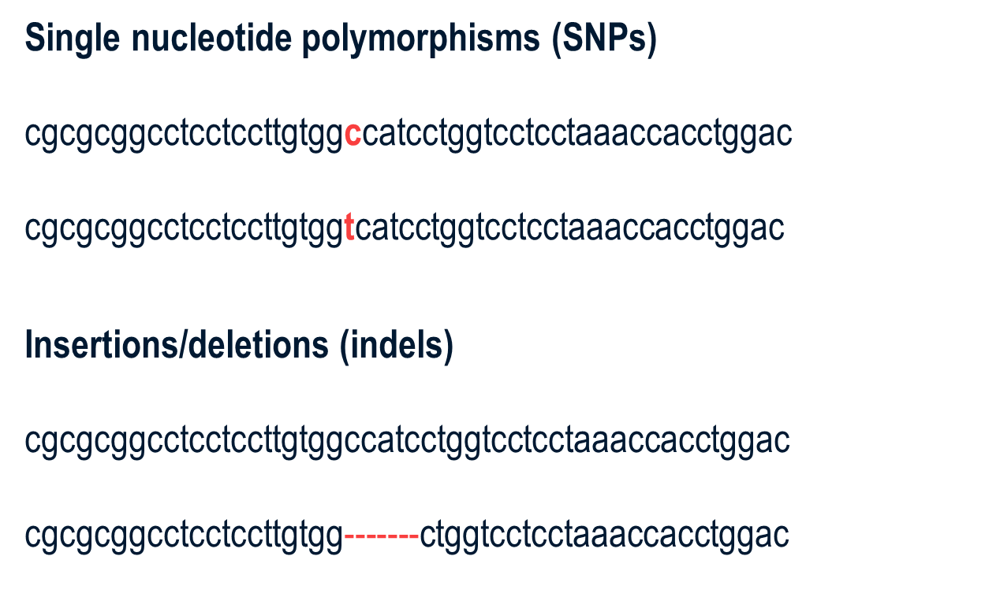 Single nucleotide polymorphisms (SNPs)
cgcgcggcctcctccttgtggccatcctggtcctcctaaaccacctggac
cgcgcggcctcctccttgtggtcatcctggtcctcctaaaccacctggac
Insertions/deletions (indels)
cgcgcggcctcctccttgtggccatcctggtcctcctaaaccacctggac
cgcgcggcctcctccttgtgg-------ctggtcctcctaaaccacctggac